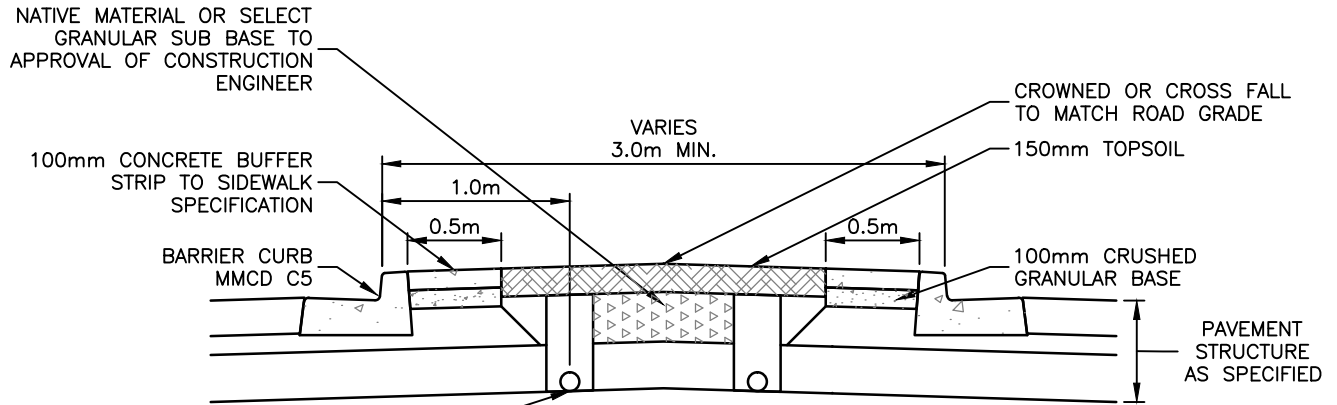 NATIVE MATERIAL OR SELECT
GRANULAR SUB BASE TO
APPROVAL OF CONSTRUCTION
ENGINEER
CROWNED OR CROSS FALL
TO MATCH ROAD GRADE
VARIES
3.0m MIN.
150mm TOPSOIL
100mm CONCRETE BUFFER
STRIP TO SIDEWALK
SPECIFICATION
1.0m
0.5m
0.5m
BARRIER CURB
MMCD C5
100mm CRUSHED
GRANULAR BASE
PAVEMENT
STRUCTURE
AS SPECIFIED